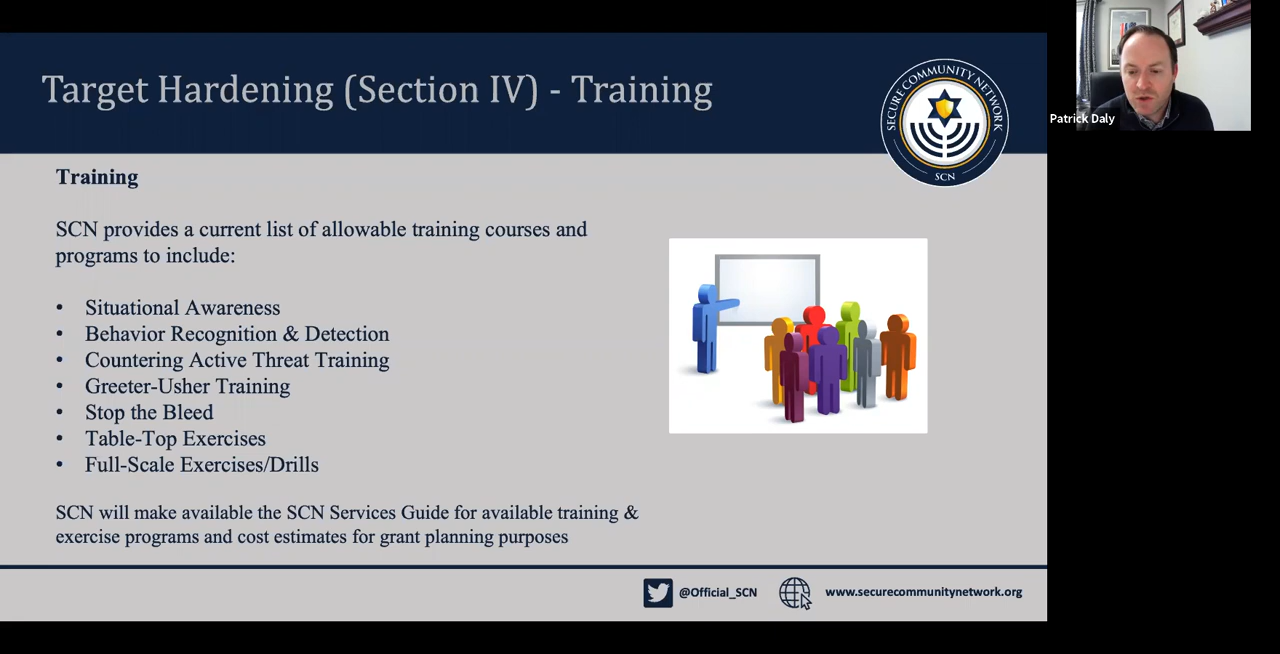 Target Hardening (Section IV) - Training
SECURE COMMUNITY NETWORK
SCN
Patrick Daly
Training
SCN provides a current list of allowable training courses and
programs to include:
• Situational Awareness
• Behavior Recognition & Detection
• Countering Active Threat Training
• Greeter-Usher Training
• Stop the Bleed
• Table-Top Exercises
• Full-Scale Exercises/Drills
SCN will make available the SCN Services Guide for available training &
exercise programs and cost estimates for grant planning purposes
@Official_SCN
www.securecommunitynetwork.org